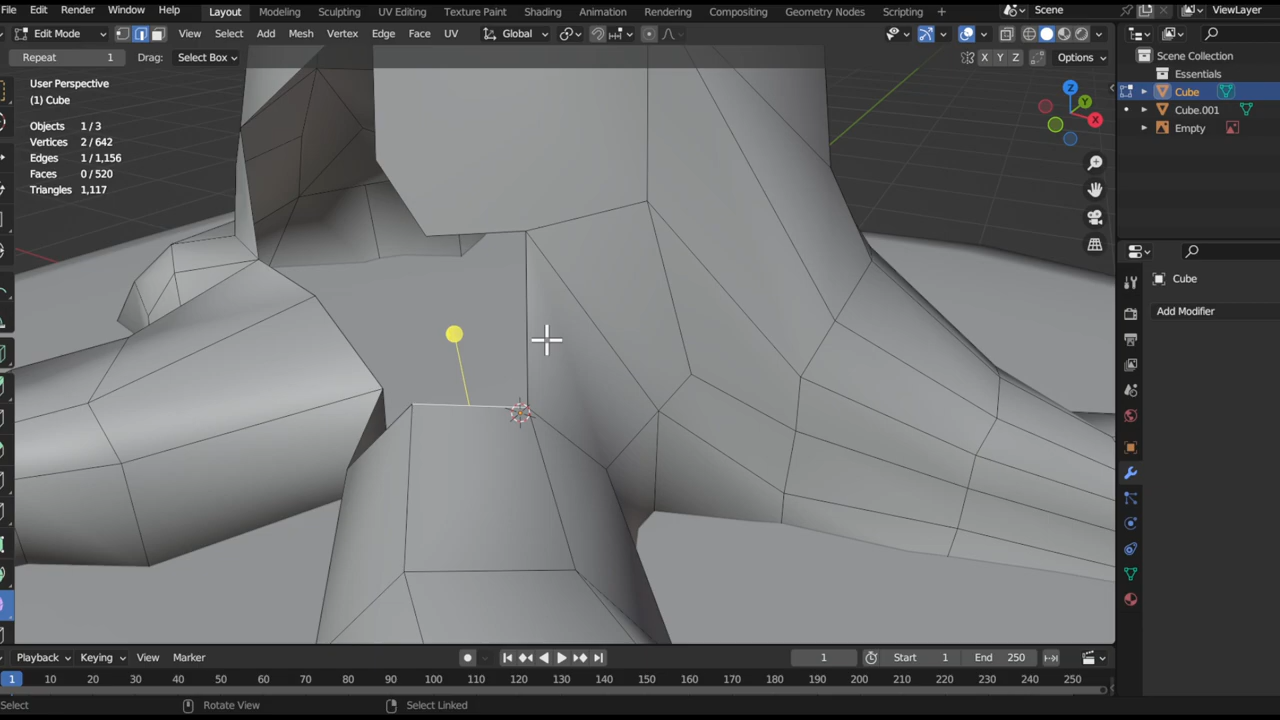 File Edit Render Window Help Layout Modeling Sculpting UV Editing Texture Paint Shading Animation Rendering Compositing Geometry Nodes Scripting + Scene ViewLayer
Edit Mode View Select Add Mesh Vertex Edge Face UV Global
Repeat 1 Drag: Select Box X Y Z Options
User Perspective
(1) Cube
Objects 1 / 3
Vertices 2 / 642
Edges 1 / 1,156
Faces 0 / 520
Triangles 1,117
Z
Y
X
Scene Collection
Essentials
Cube
Cube.001
Empty
Cube
Add Modifier
Playback Keying View Marker 1 Start 1 End 250
1 10 20 30 40 50 60 70 80 90 100 110 120 130 140 150 160 170 180 190 200 210 220 230 240 250
Select Rotate View Select Linked